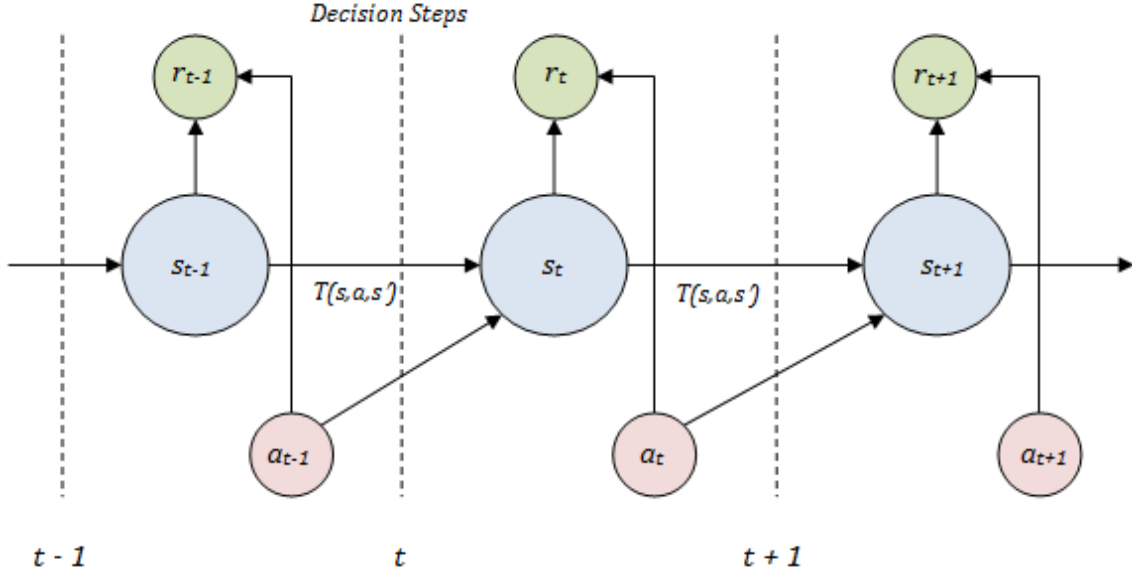 Decision Steps
r_{t-1} r_t r_{t+1}
s_{t-1} s_t s_{t+1}
T(s,a,s') T(s,a,s')
a_{t-1} a_t a_{t+1}
t - 1 t t + 1